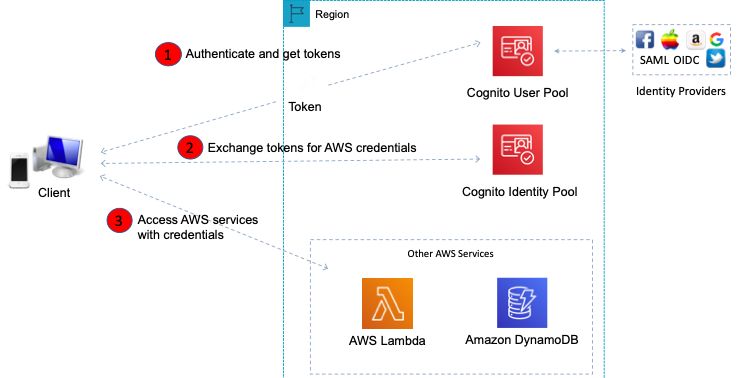 Region
1 Authenticate and get tokens
Token
Cognito User Pool
SAML OIDC
Identity Providers
2 Exchange tokens for AWS credentials
Cognito Identity Pool
Client
3 Access AWS services
with credentials
Other AWS Services
AWS Lambda
Amazon DynamoDB